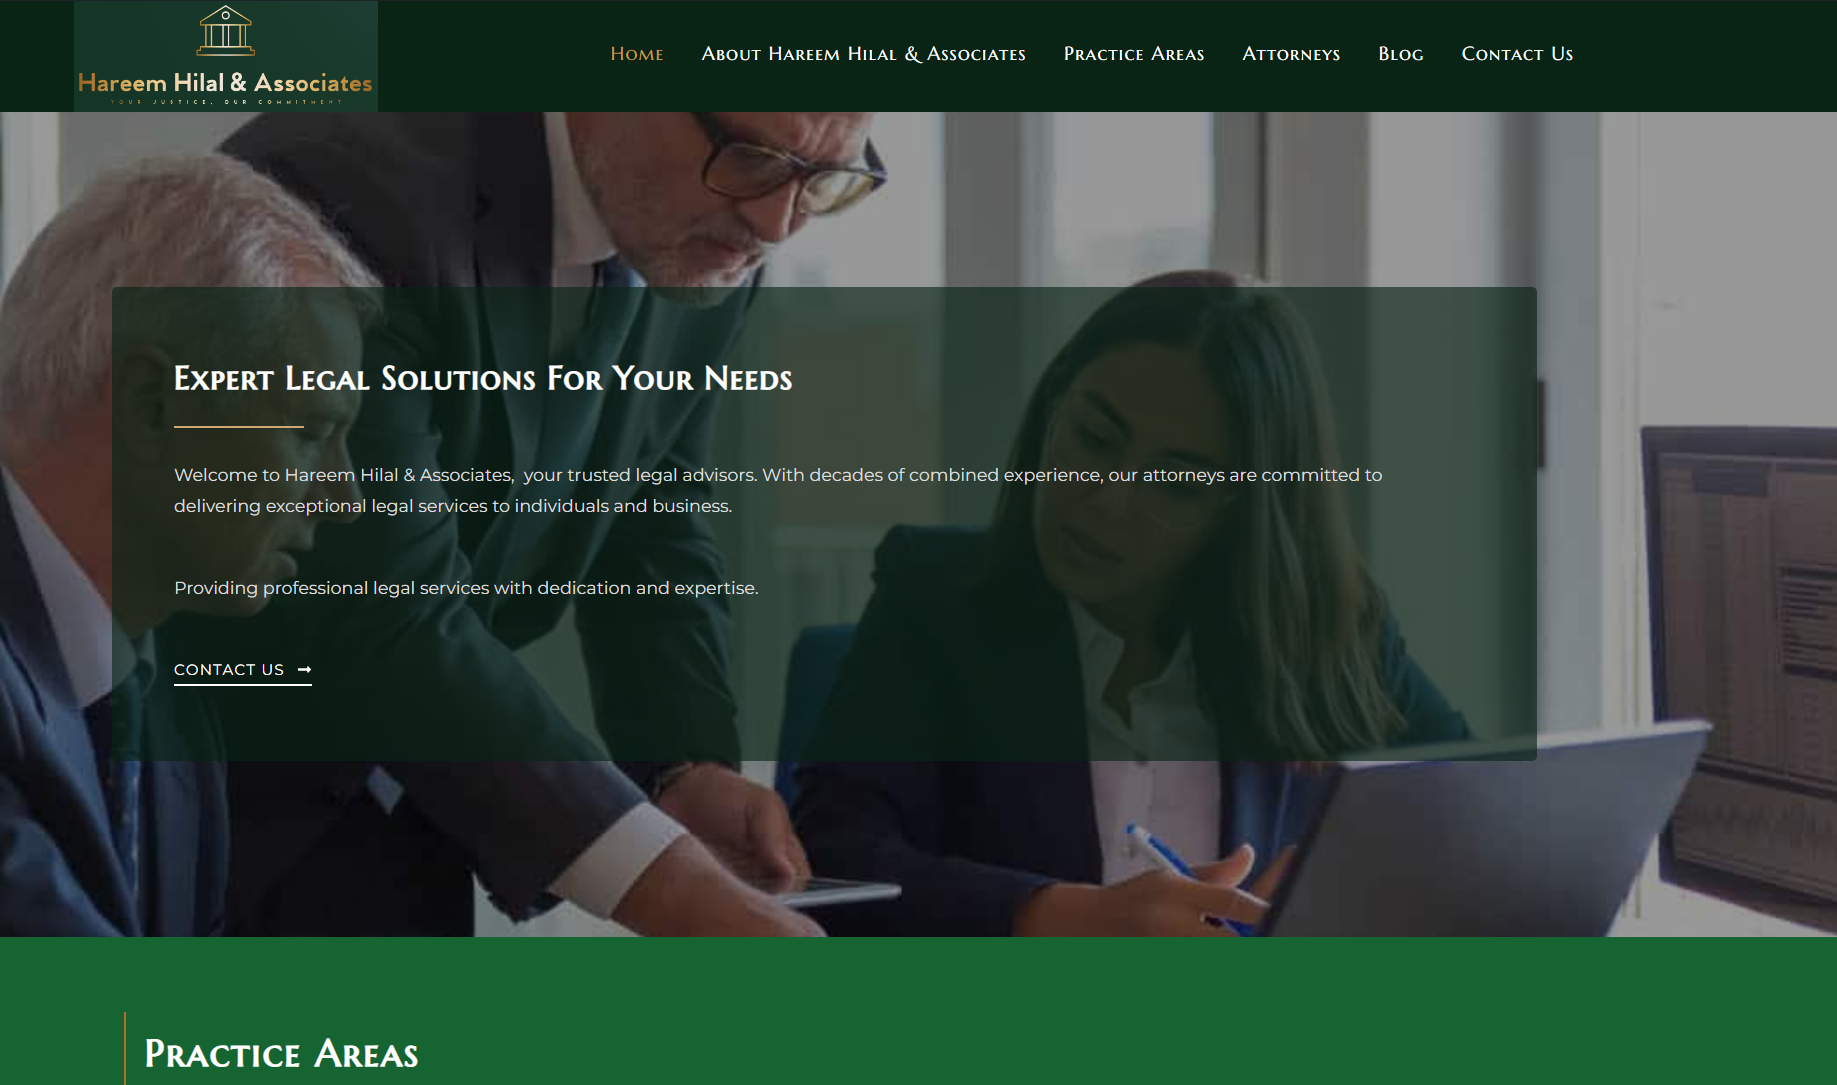 Hareem Hilal & Associates
YOUR JUSTICE, OUR COMMITMENT
Home About Hareem Hilal & Associates Practice Areas Attorneys Blog Contact Us
Expert Legal Solutions For Your Needs
Welcome to Hareem Hilal & Associates,  your trusted legal advisors. With decades of combined experience, our attorneys are committed to
delivering exceptional legal services to individuals and business.
Providing professional legal services with dedication and expertise.
CONTACT US
Practice Areas